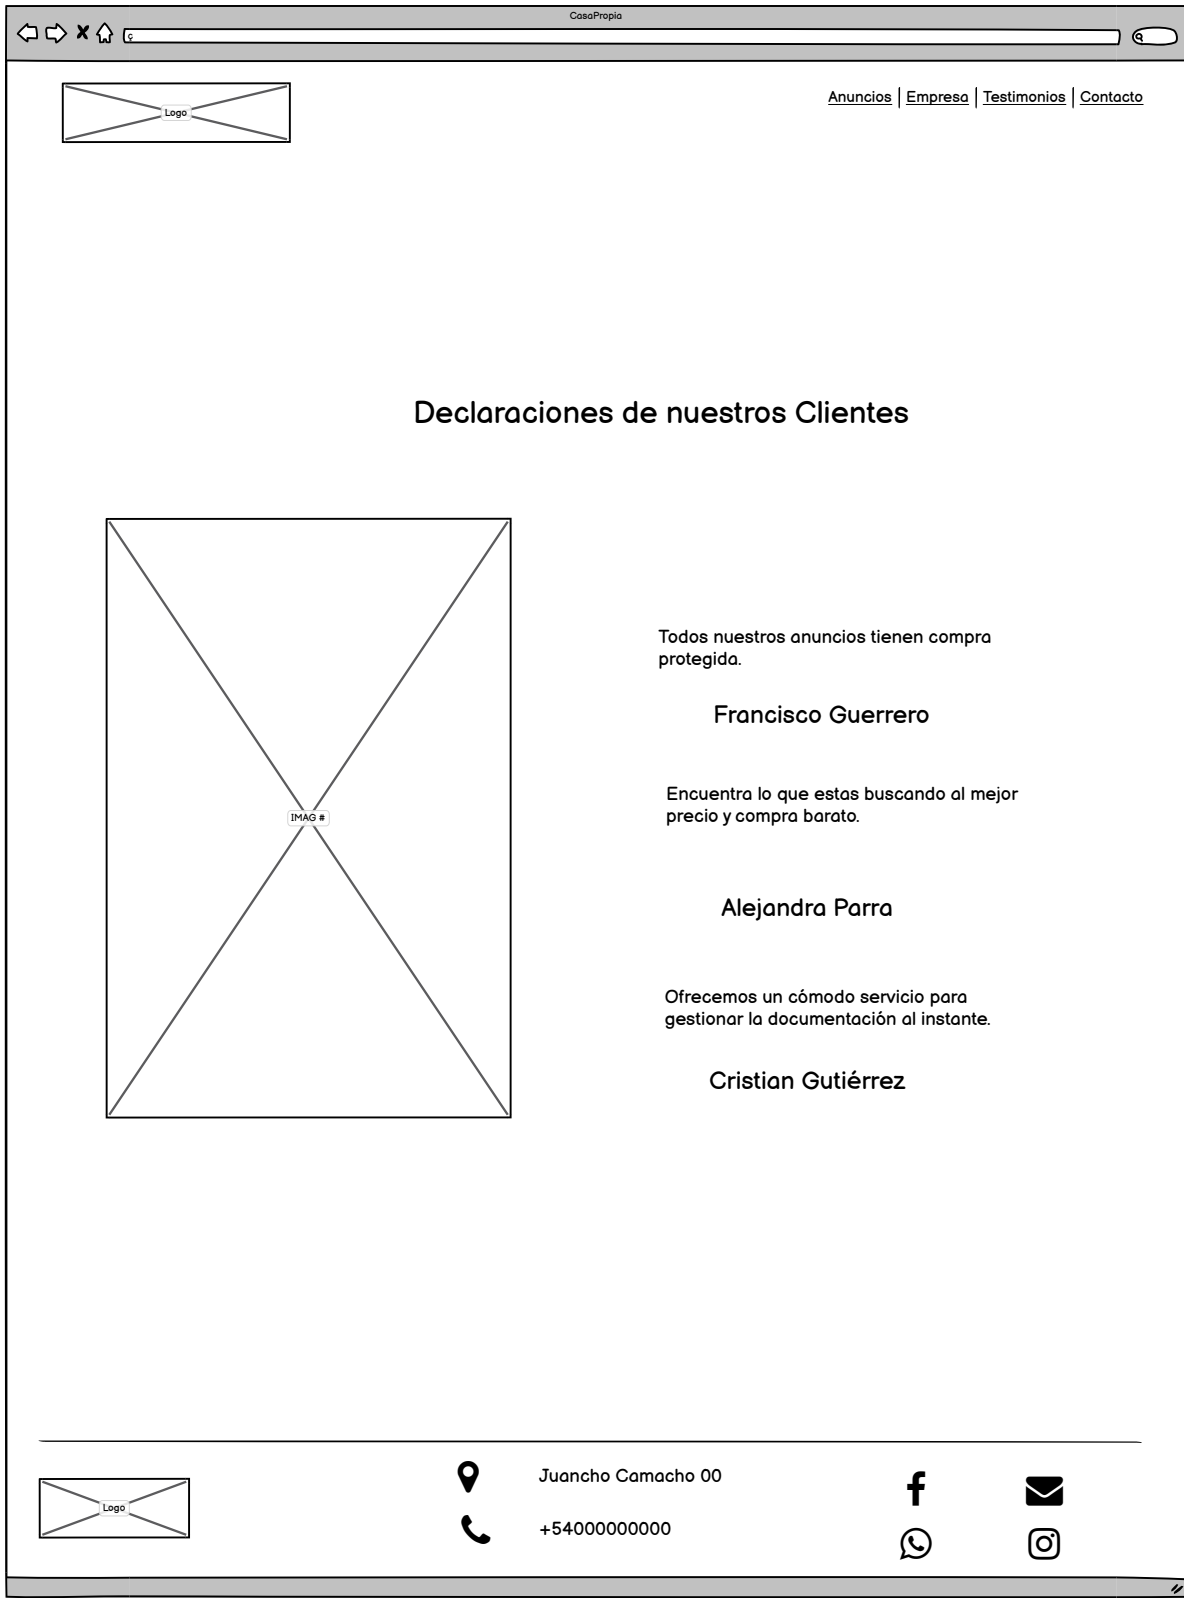 CasaPropia
ç
Logo
Anuncios | Empresa | Testimonios | Contacto
Declaraciones de nuestros Clientes
IMAG #
Todos nuestros anuncios tienen compra
protegida.
Francisco Guerrero
Encuentra lo que estas buscando al mejor
precio y compra barato.
Alejandra Parra
Ofrecemos un cómodo servicio para
gestionar la documentación al instante.
Cristian Gutiérrez
Logo
Juancho Camacho 00
+54000000000